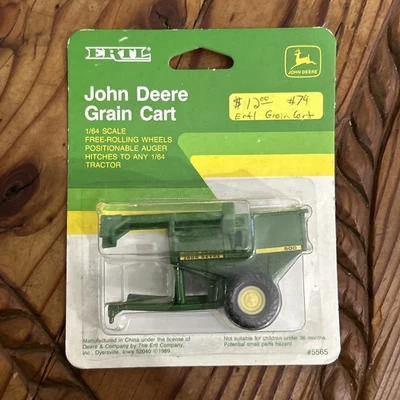 ERTL
JOHN DEERE
John Deere
Grain Cart
$12.00 #74
Ertl Grain Cart
1/64 SCALE
FREE-ROLLING WHEELS
POSITIONABLE AUGER
HITCHES TO ANY 1/64
TRACTOR
500
JOHN DEERE
Manufactured in China under the license of
Deere & Company by The Ertl Company,
Inc., Dyersville, Iowa 52040 ©1989.
Not suitable for children under 36 months.
Potential small parts hazard!
#5565